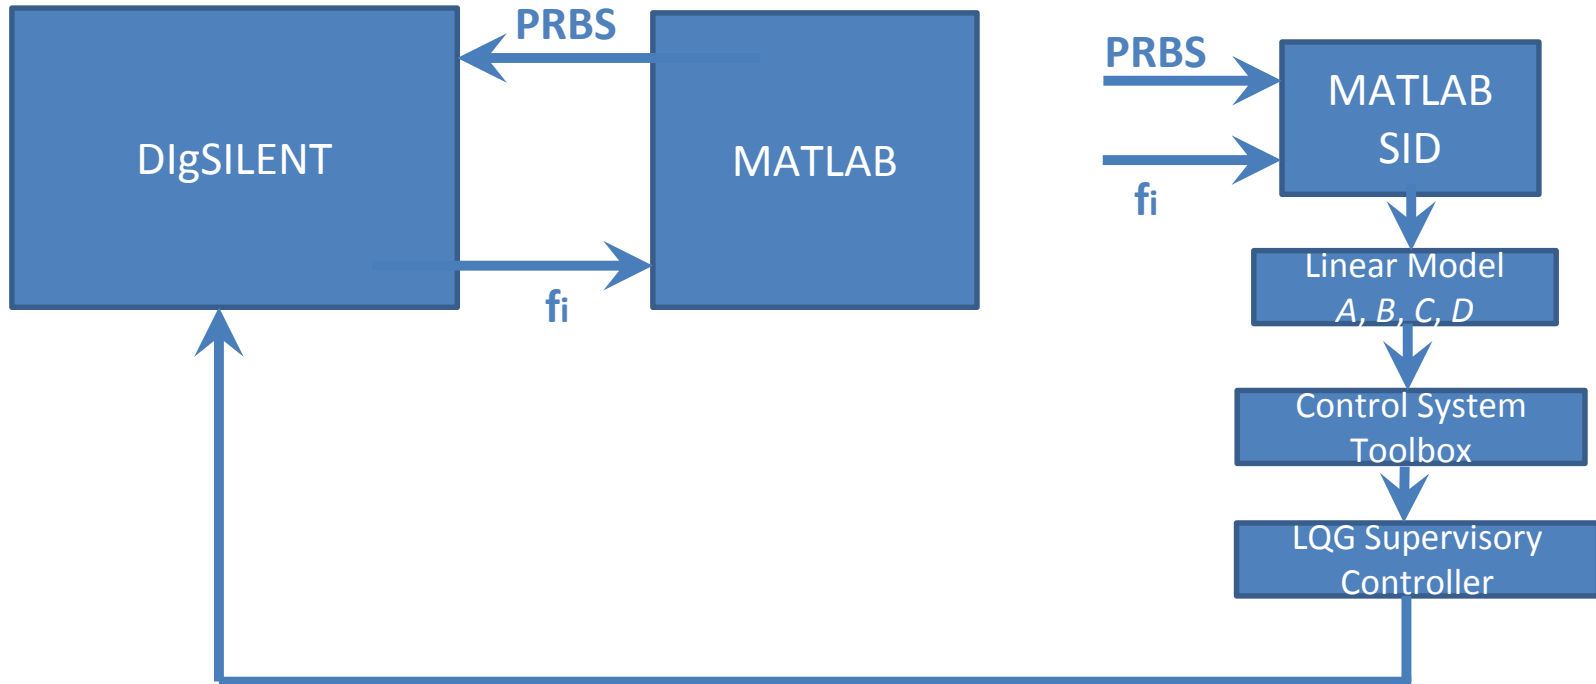 PRBS
DIgSILENT
MATLAB
fi
PRBS
fi
MATLAB
SID
Linear Model
A, B, C, D
Control System
Toolbox
LQG Supervisory
Controller